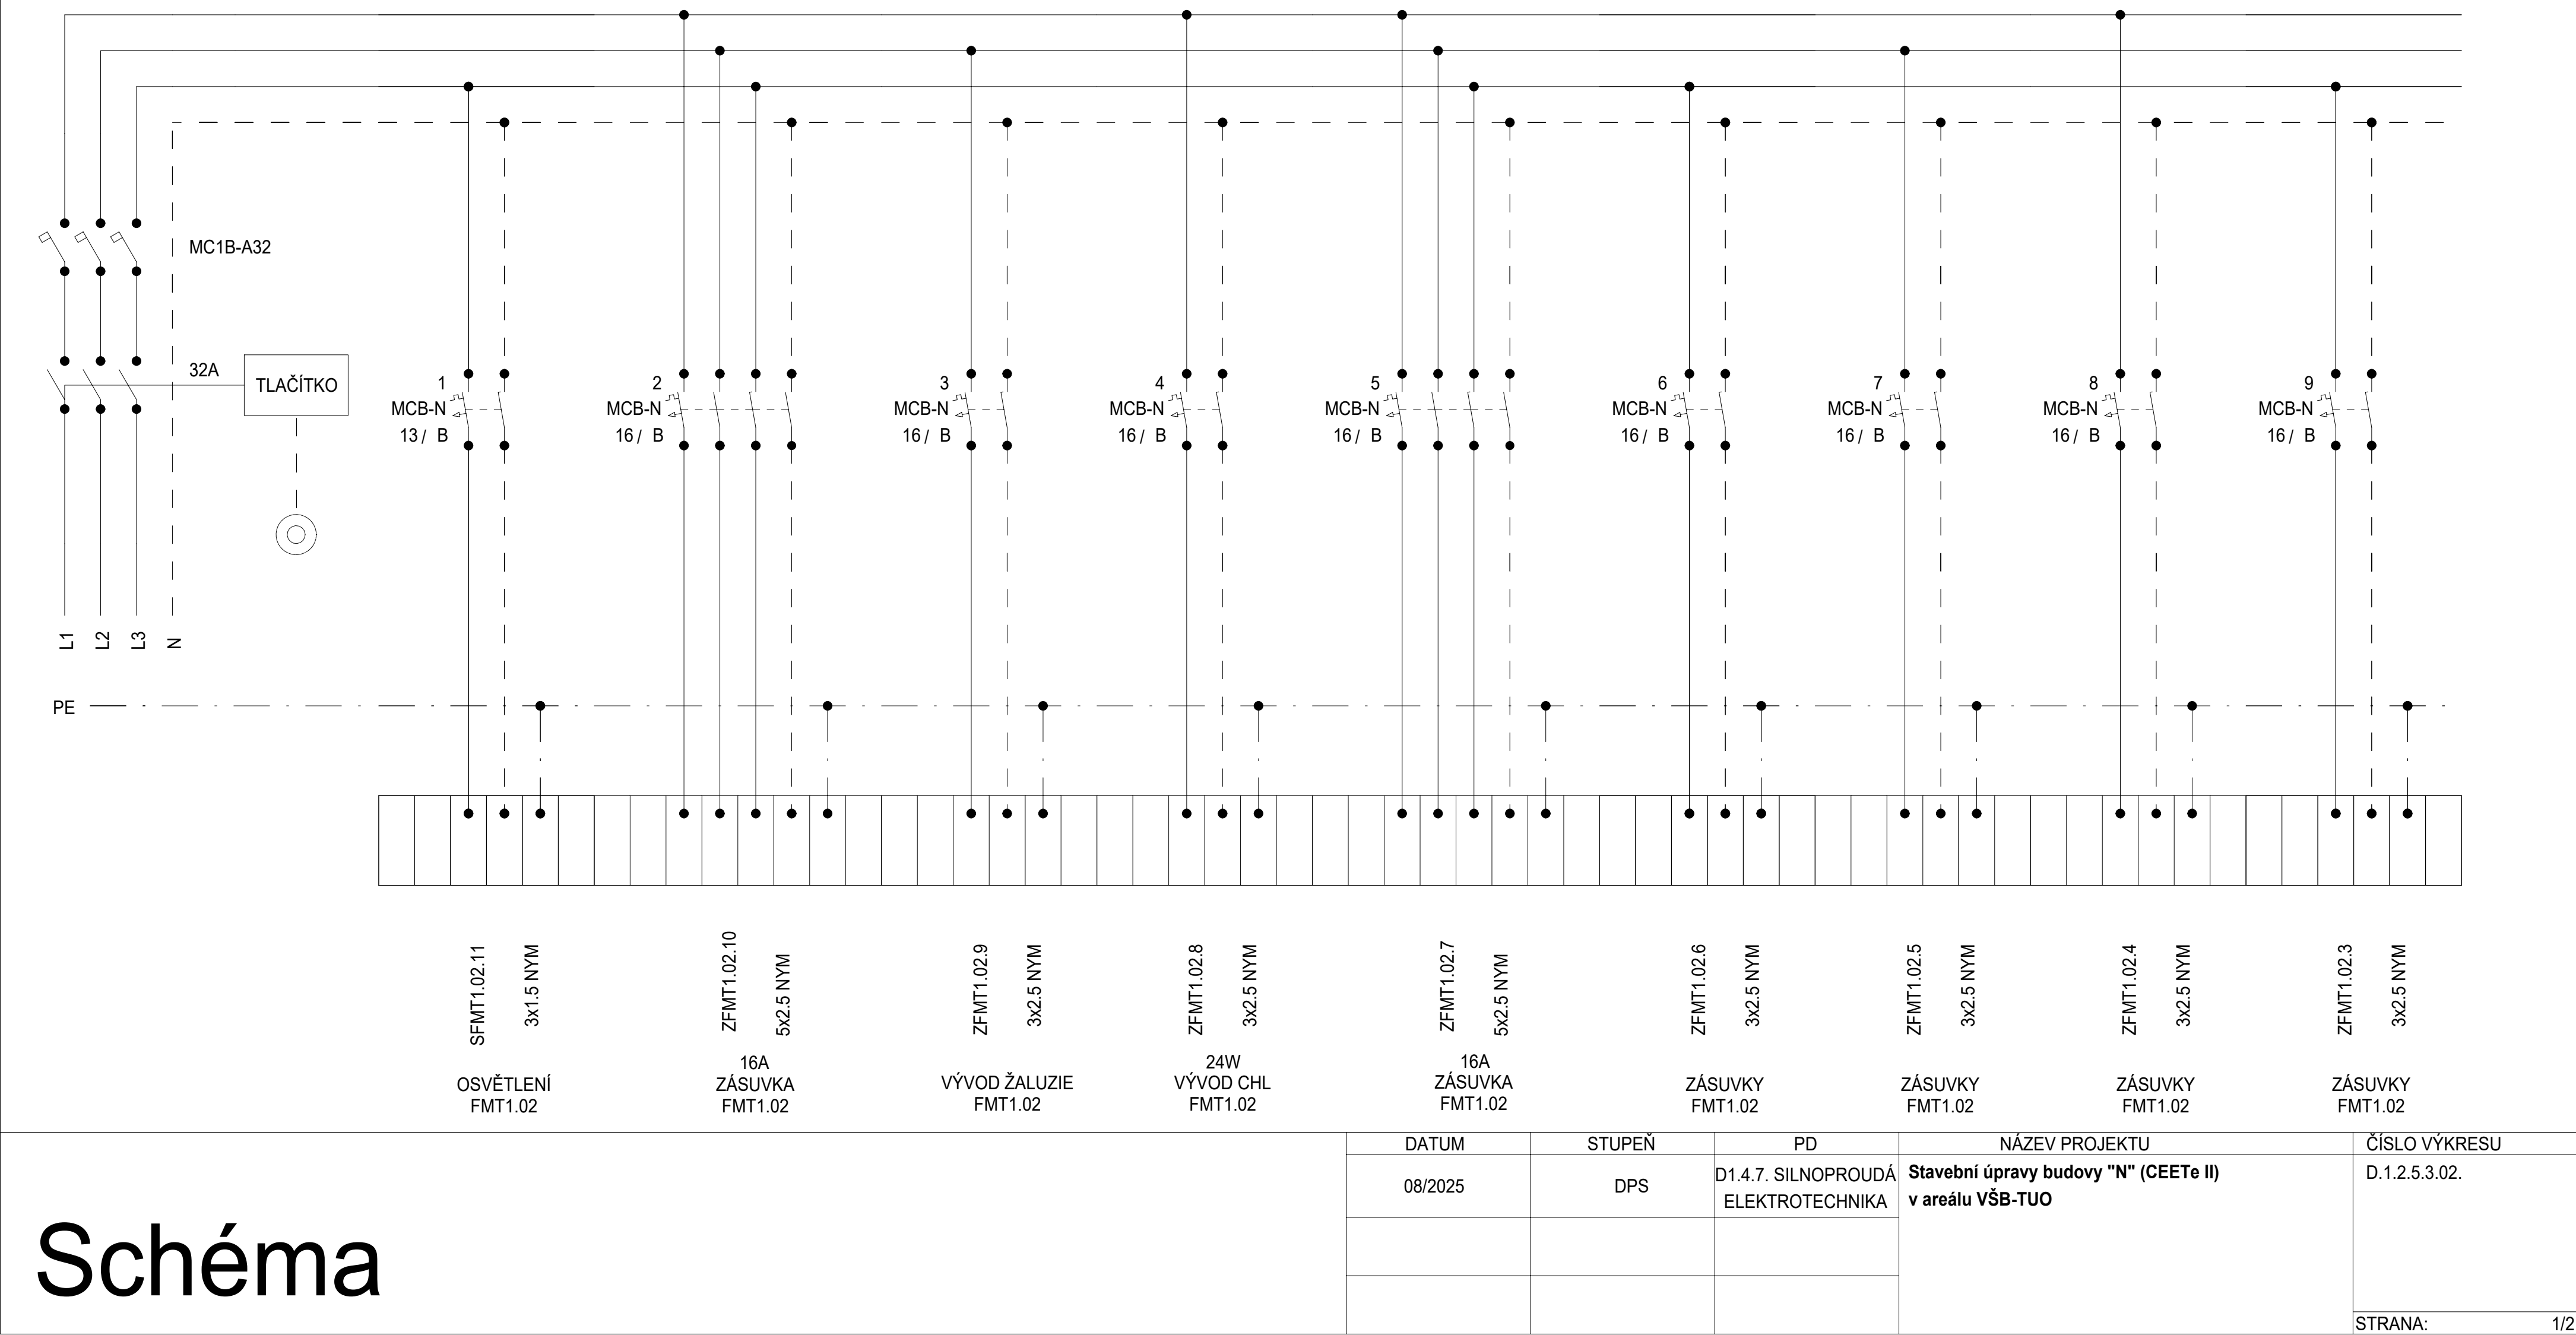 MC1B-A32
32A
TLAČÍTKO
1
MCB-N
13 / B
2
MCB-N
16 / B
3
MCB-N
16 / B
4
MCB-N
16 / B
5
MCB-N
16 / B
6
MCB-N
16 / B
7
MCB-N
16 / B
8
MCB-N
16 / B
9
MCB-N
16 / B
L1
L2
L3
N
PE
SFMT1.02.11
3x1.5 NYM
OSVĚTLENÍ
FMT1.02
ZFMT1.02.10
5x2.5 NYM
16A
ZÁSUVKA
FMT1.02
ZFMT1.02.9
3x2.5 NYM
VÝVOD ŽALUZIE
FMT1.02
ZFMT1.02.8
3x2.5 NYM
24W
VÝVOD CHL
FMT1.02
ZFMT1.02.7
5x2.5 NYM
16A
ZÁSUVKA
FMT1.02
ZFMT1.02.6
3x2.5 NYM
ZÁSUVKY
FMT1.02
ZFMT1.02.5
3x2.5 NYM
ZÁSUVKY
FMT1.02
ZFMT1.02.4
3x2.5 NYM
ZÁSUVKY
FMT1.02
ZFMT1.02.3
3x2.5 NYM
ZÁSUVKY
FMT1.02
Schéma
DATUM
08/2025
STUPEŇ
DPS
PD
D1.4.7. SILNOPROUDÁ
ELEKTROTECHNIKA
NÁZEV PROJEKTU
Stavební úpravy budovy "N" (CEETe II)
v areálu VŠB-TUO
ČÍSLO VÝKRESU
D.1.2.5.3.02.
STRANA: 1/2